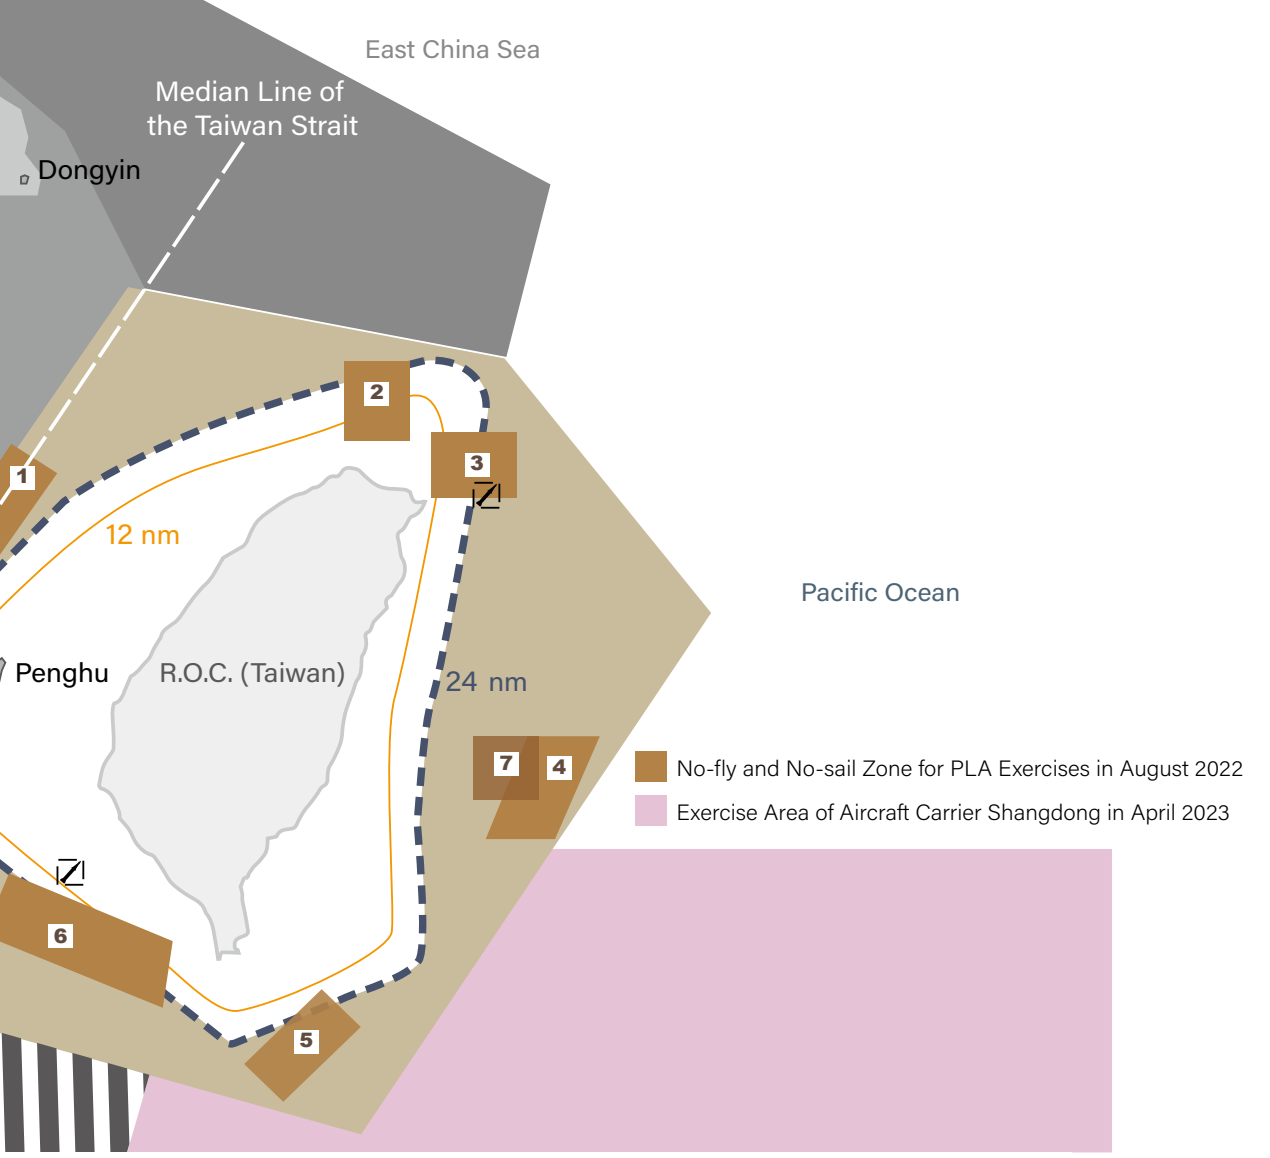 East China Sea
Median Line of
the Taiwan Strait
Dongyin
2
3
1
12 nm
Pacific Ocean
Penghu
R.O.C. (Taiwan)
24 nm
7
4
No-fly and No-sail Zone for PLA Exercises in August 2022
Exercise Area of Aircraft Carrier Shangdong in April 2023
6
5